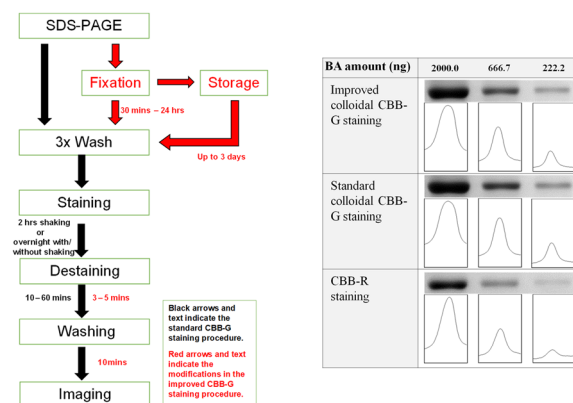 SDS-PAGE
Fixation
Storage
30 mins – 24 hrs
3x Wash
Up to 3 days
Staining
2 hrs shaking
or
overnight with/
without shaking
Destaining
10 – 60 mins
3 – 5 mins
Washing
10mins
Imaging
Black arrows and
text indicate the
standard CBB-G
staining procedure.
Red arrows and text
indicate the
modifications in the
improved CBB-G
staining procedure.
BA amount (ng) 2000.0 666.7 222.2
Improved
colloidal CBB-
G staining
Standard
colloidal CBB-
G staining
CBB-R
staining